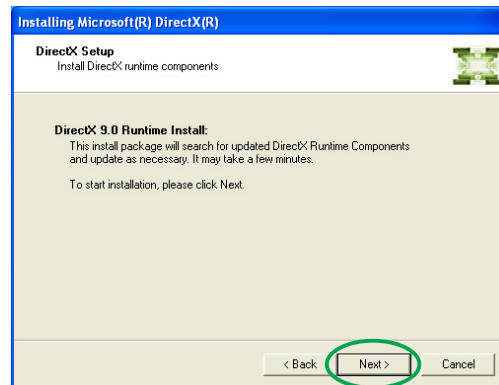 Installing Microsoft(R) DirectX(R)
DirectX Setup
Install DirectX runtime components
DirectX 9.0 Runtime Install:
This install package will search for updated DirectX Runtime Components
and update as necessary. It may take a few minutes.
To start installation, please click Next.
< Back Next > Cancel